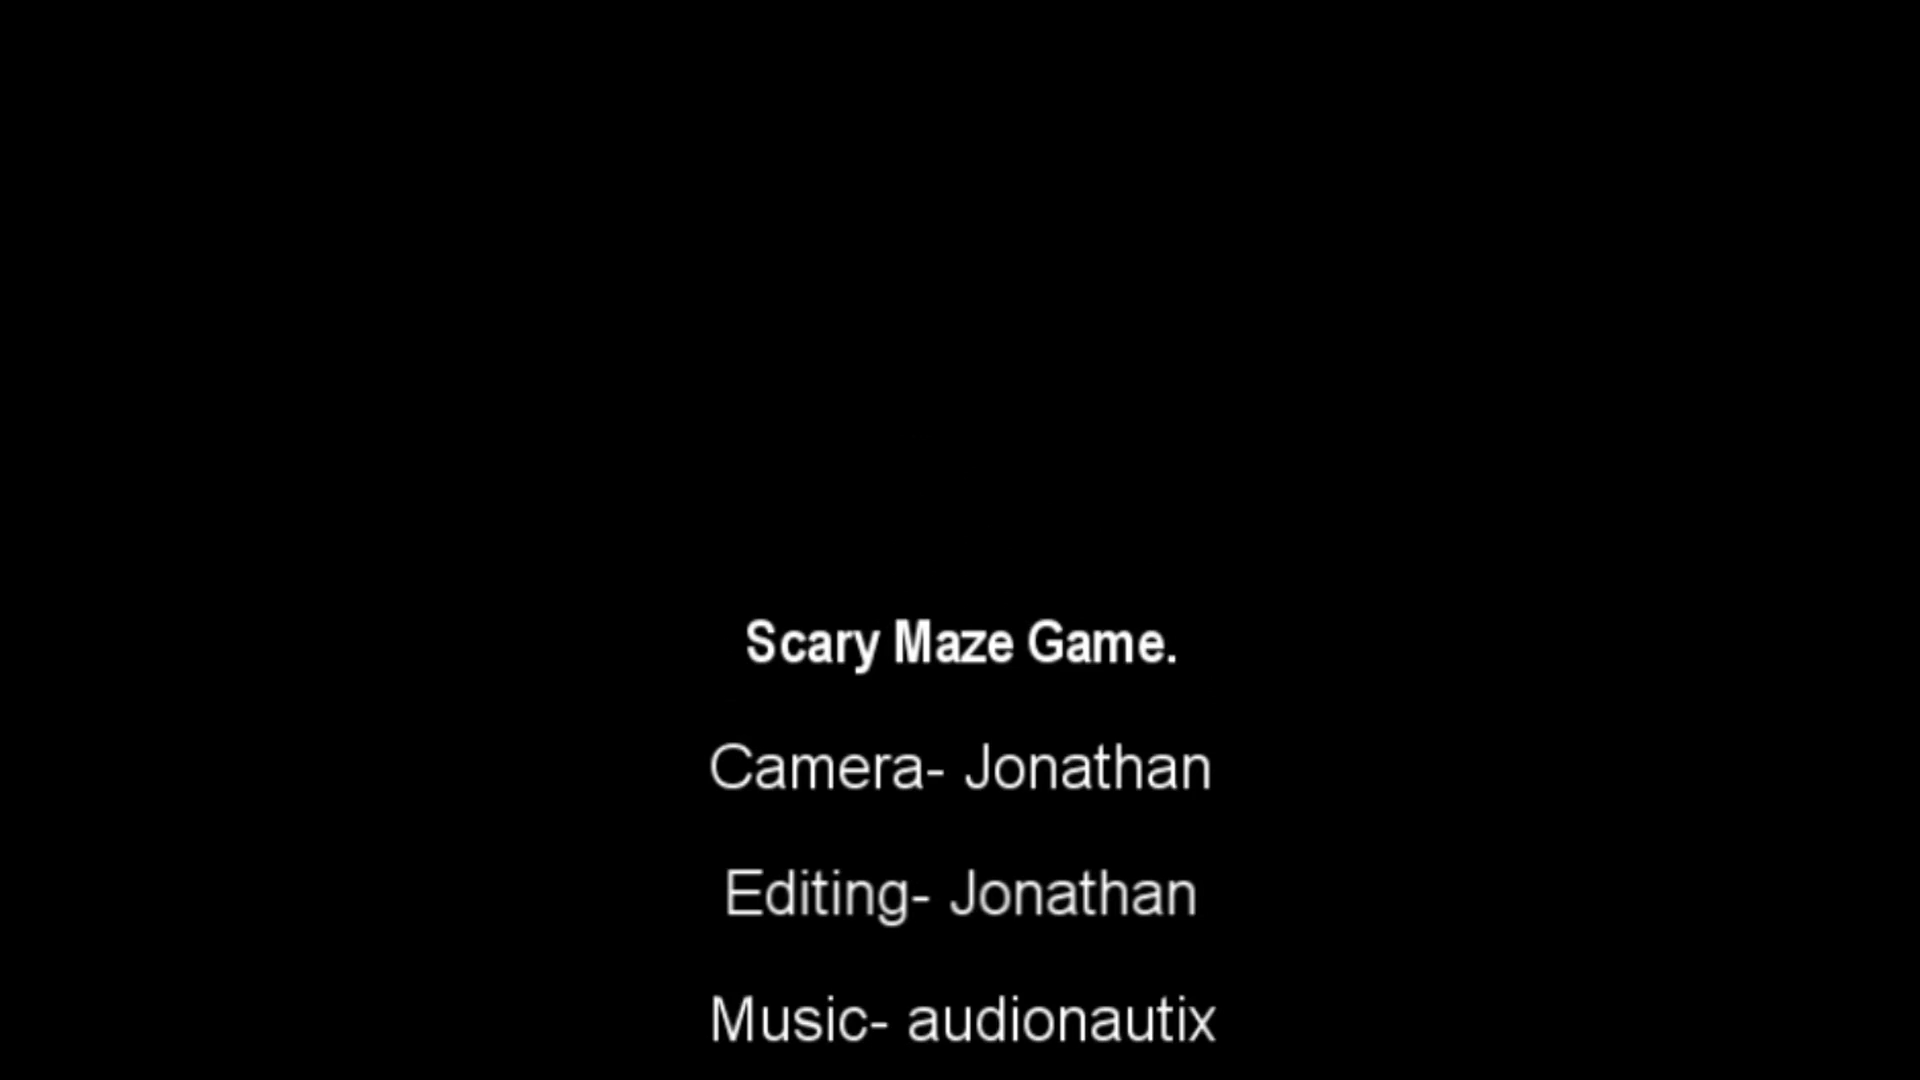 Scary Maze Game.
Camera- Jonathan
Editing- Jonathan
Music- audionautix